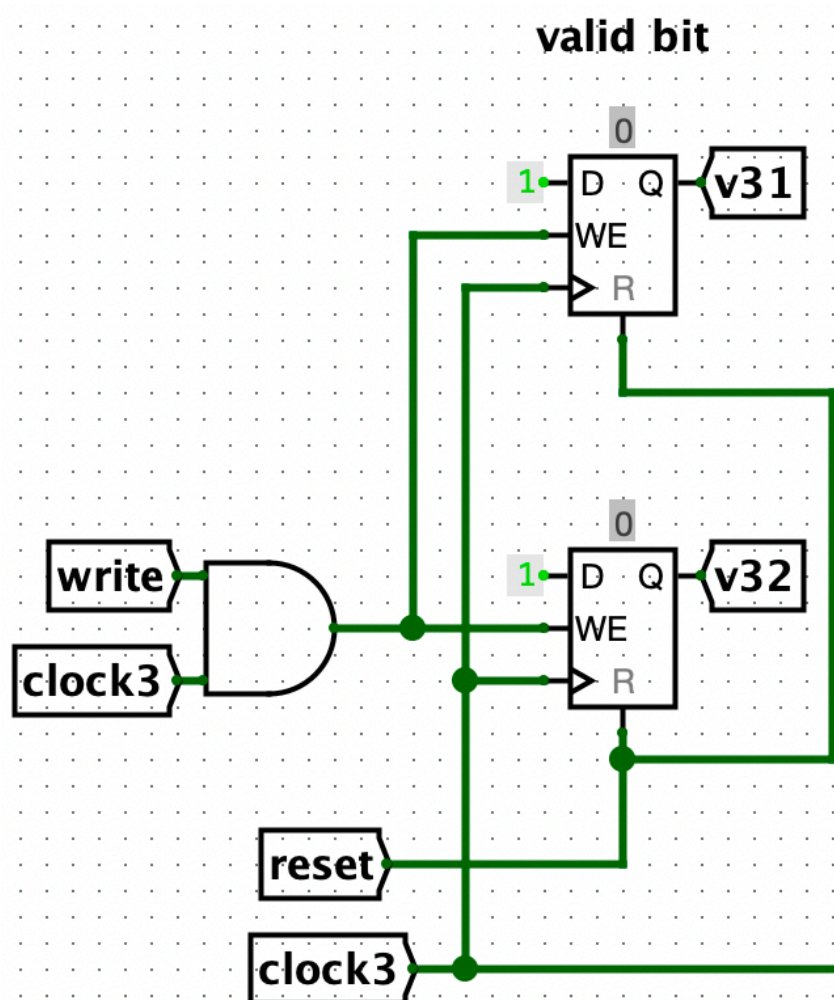 valid bit
0
1 D Q v31
WE
R
0
write 1 D Q v32
WE
clock3 R
reset
clock3